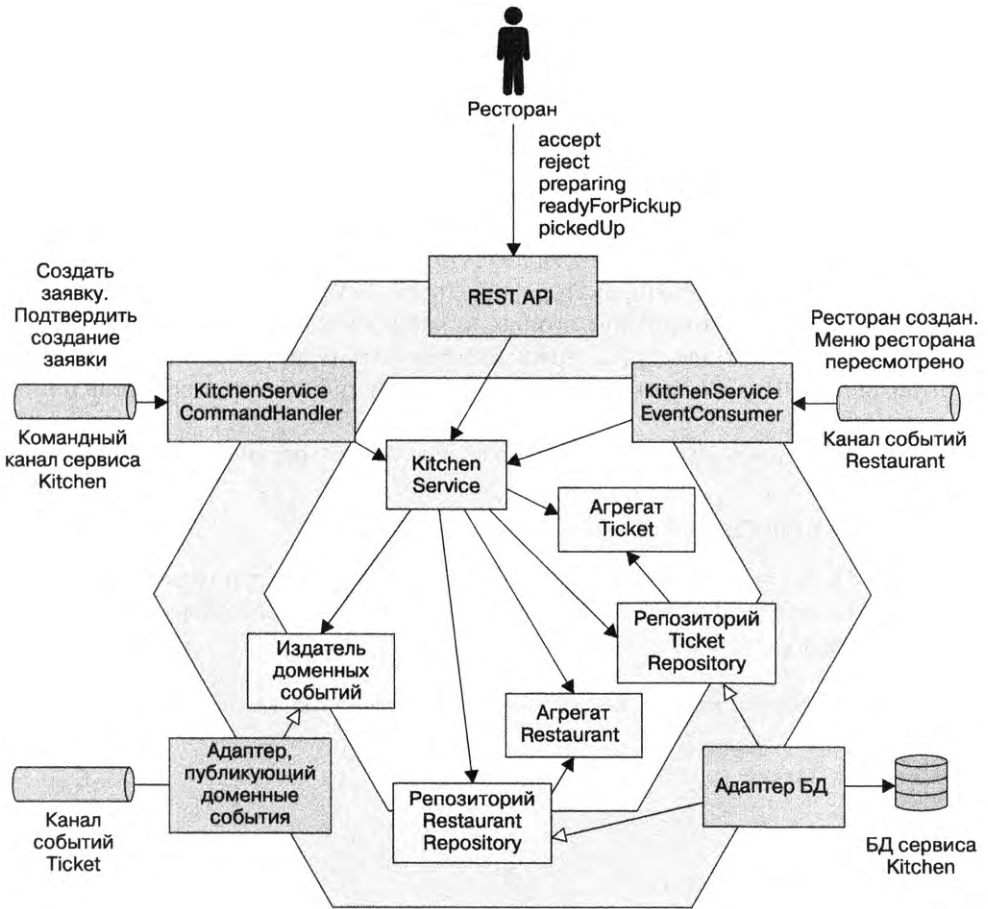 Ресторан
accept
reject
preparing
readyForPickup
pickedUp
Создать
заявку.
Подтвердить
создание
заявки
REST API
Ресторан создан.
Меню ресторана
пересмотрено
KitchenService
CommandHandler
KitchenService
EventConsumer
Командный
канал сервиса
Kitchen
Канал событий
Restaurant
Kitchen
Service
Агрегат
Ticket
Репозиторий
Ticket
Repository
Издатель
доменных
событий
Агрегат
Restaurant
Адаптер,
публикующий
доменные
события
Репозиторий
Restaurant
Repository
Адаптер БД
Канал
событий
Ticket
БД сервиса
Kitchen